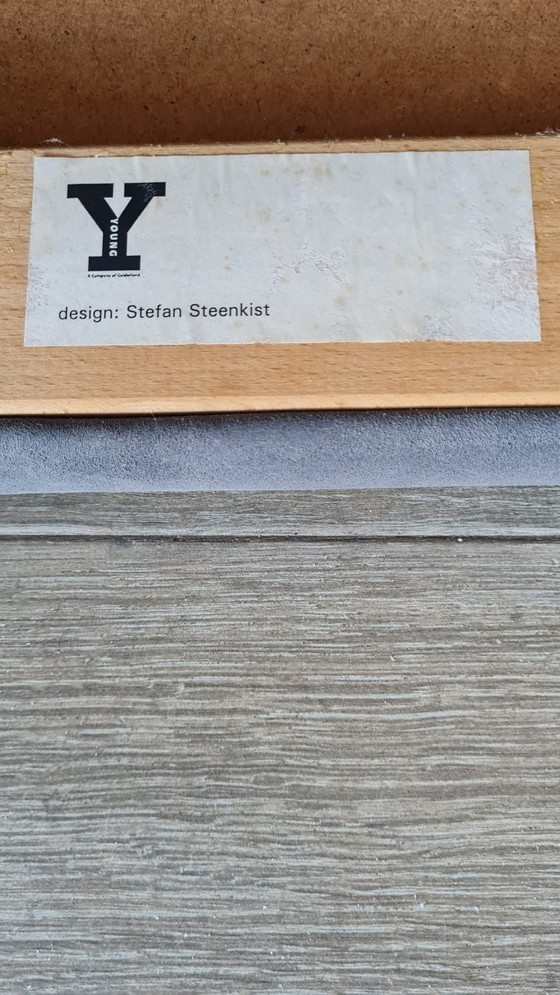 Y
YOUNG
A Company of Gelderland
design: Stefan Steenkist